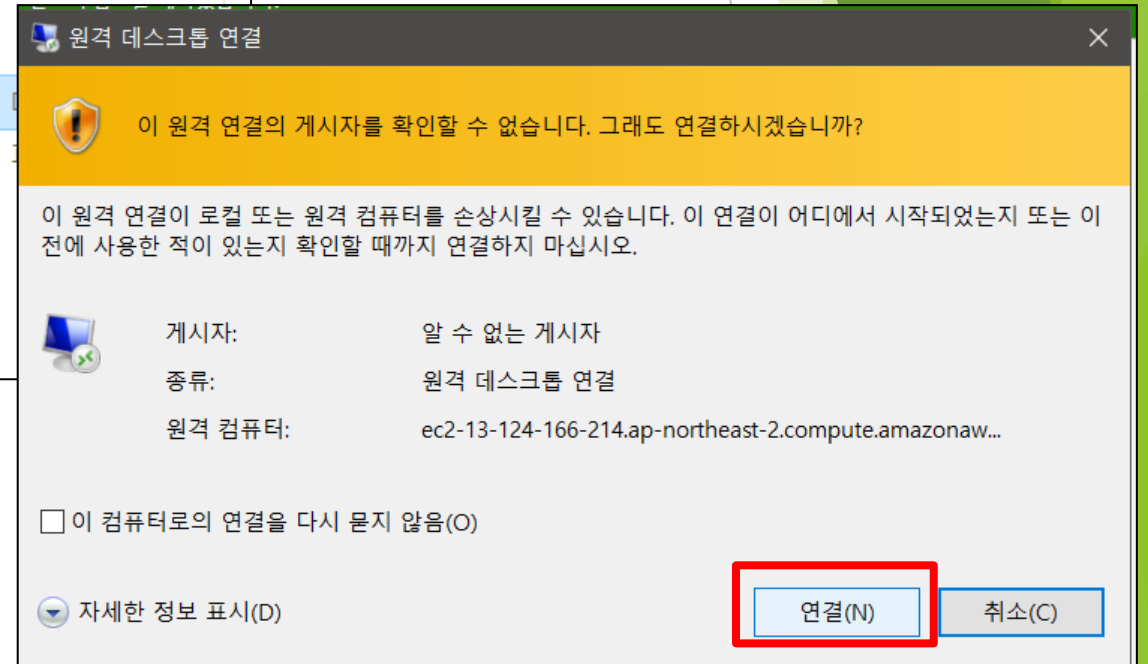 원격 데스크톱 연결
이 원격 연결의 게시자를 확인할 수 없습니다. 그래도 연결하시겠습니까?
이 원격 연결이 로컬 또는 원격 컴퓨터를 손상시킬 수 있습니다. 이 연결이 어디에서 시작되었는지 또는 이
전에 사용한 적이 있는지 확인할 때까지 연결하지 마십시오.
게시자: 알 수 없는 게시자
종류: 원격 데스크톱 연결
원격 컴퓨터: ec2-13-124-166-214.ap-northeast-2.compute.amazonaw...
이 컴퓨터로의 연결을 다시 묻지 않음(O)
자세한 정보 표시(D) 연결(N) 취소(C)